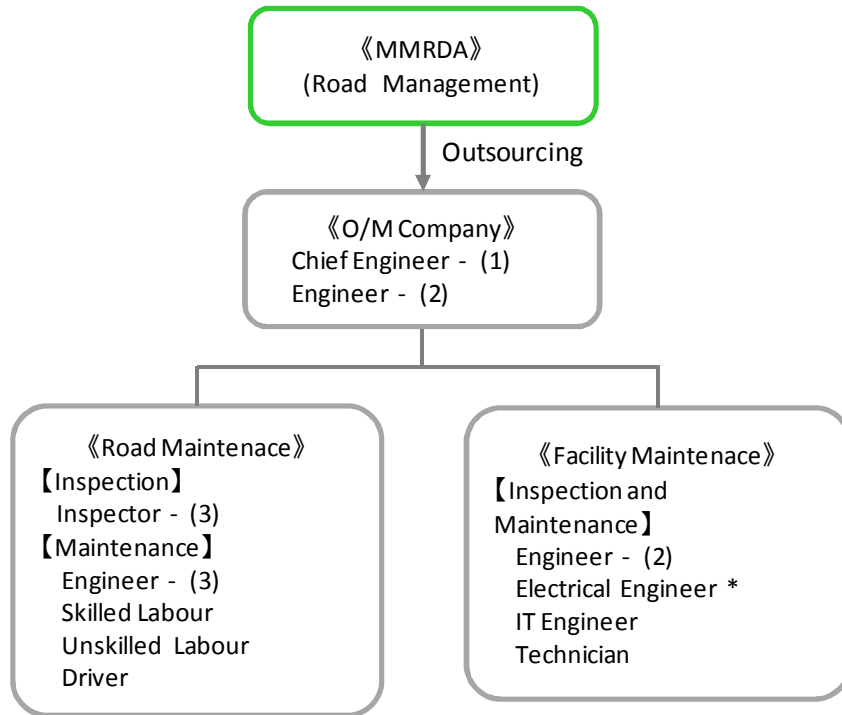 《MMRDA》
(Road Management)
Outsourcing
《O/M Company》
Chief Engineer - (1)
Engineer - (2)
《Road Maintenace》
【Inspection】
Inspector - (3)
【Maintenance】
Engineer - (3)
Skilled Labour
Unskilled Labour
Driver
《Facility Maintenace》
【Inspection and
Maintenance】
Engineer - (2)
Electrical Engineer *
IT Engineer
Technician